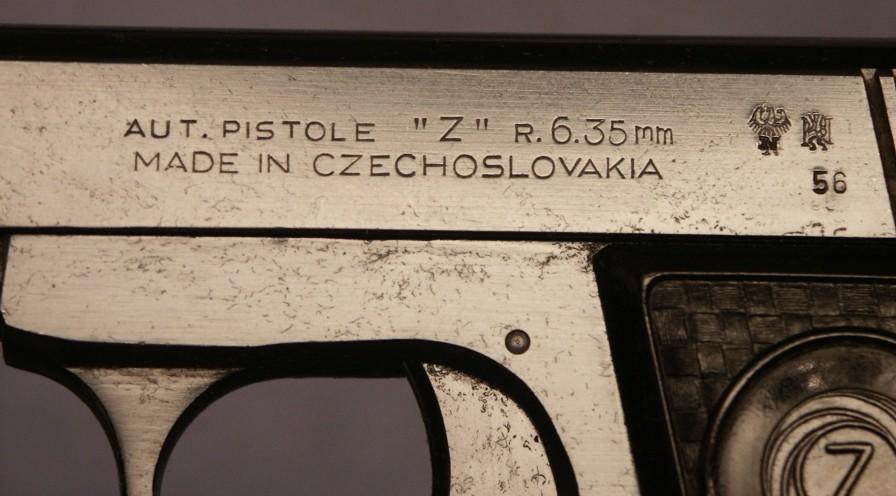 AUT. PISTOLE "Z" R.6.35mm
MADE IN CZECHOSLOVAKIA
N
56
Z